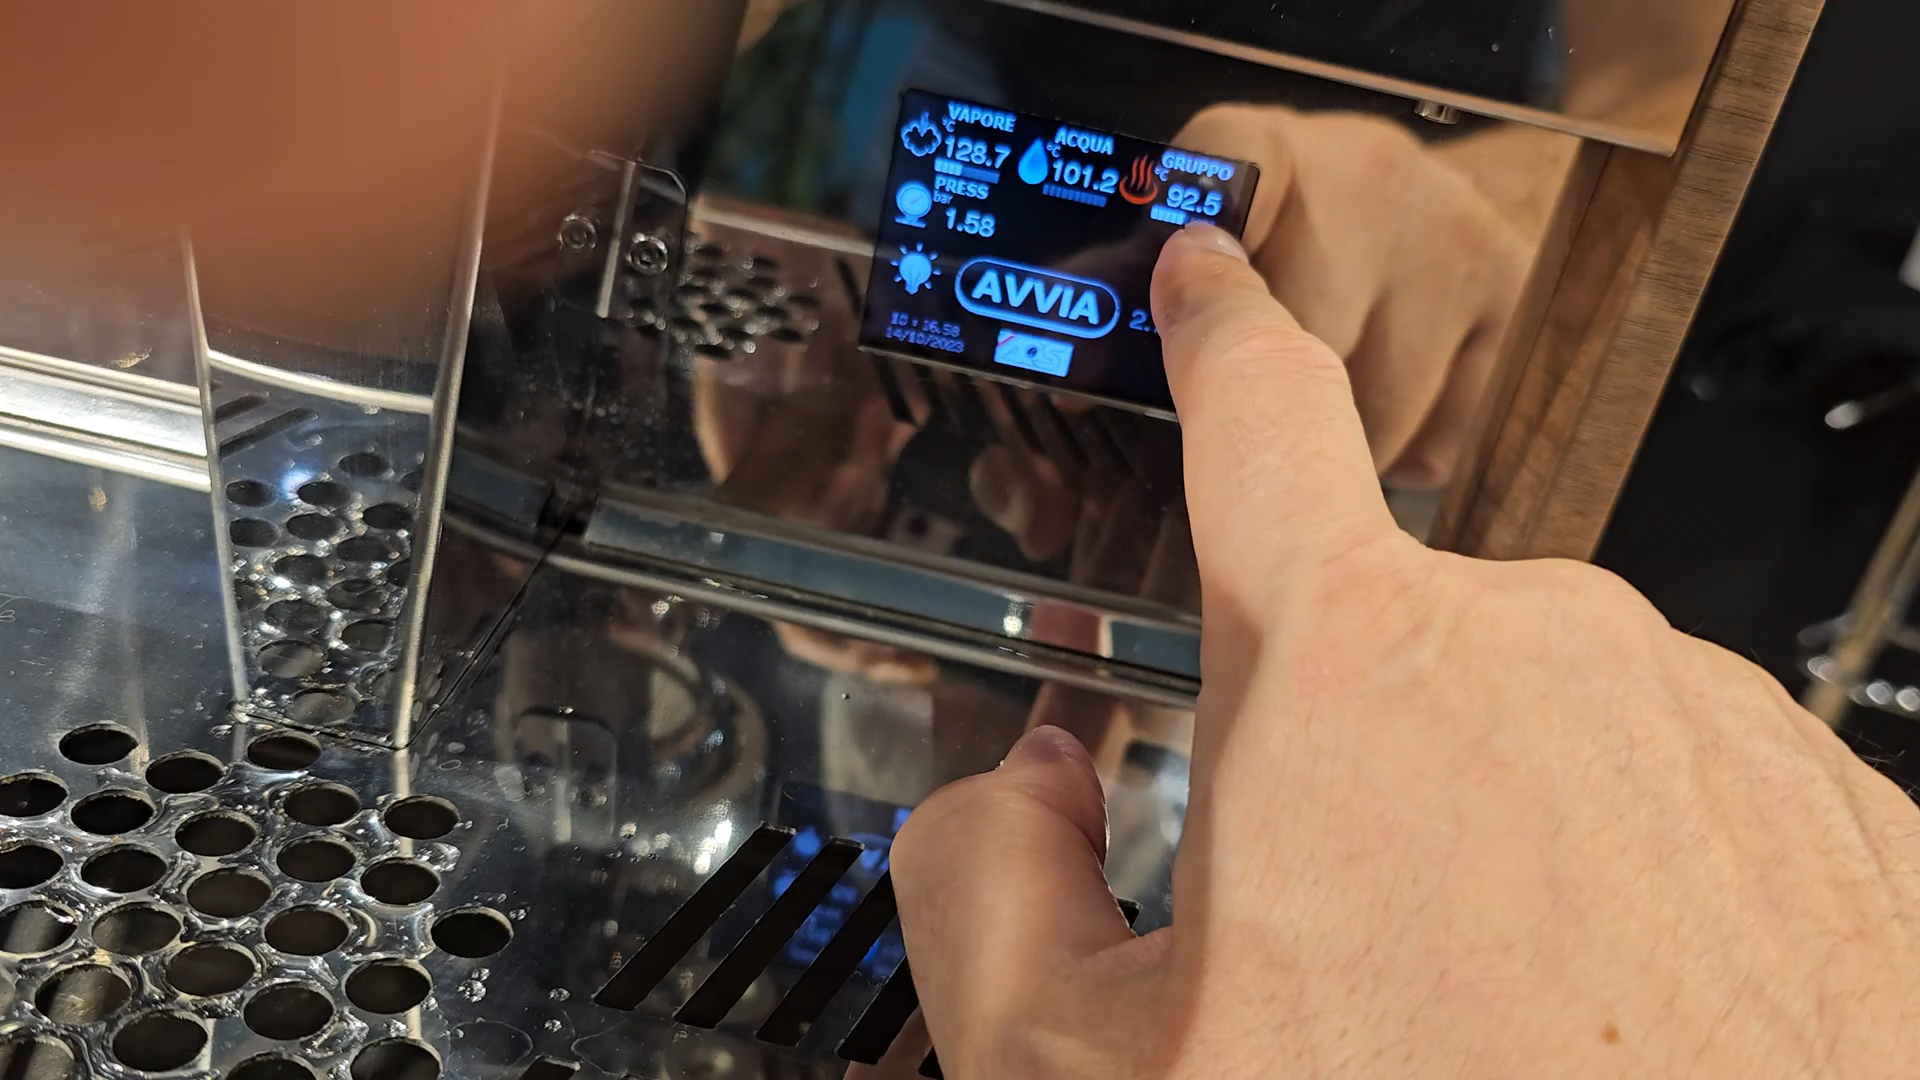 VAPORE
°C
128.7
ACQUA
°C
101.2
GRUPPO
°C
92.5
PRESS
bar
1.58
AVVIA
2.
10:16.58
14/10/2023